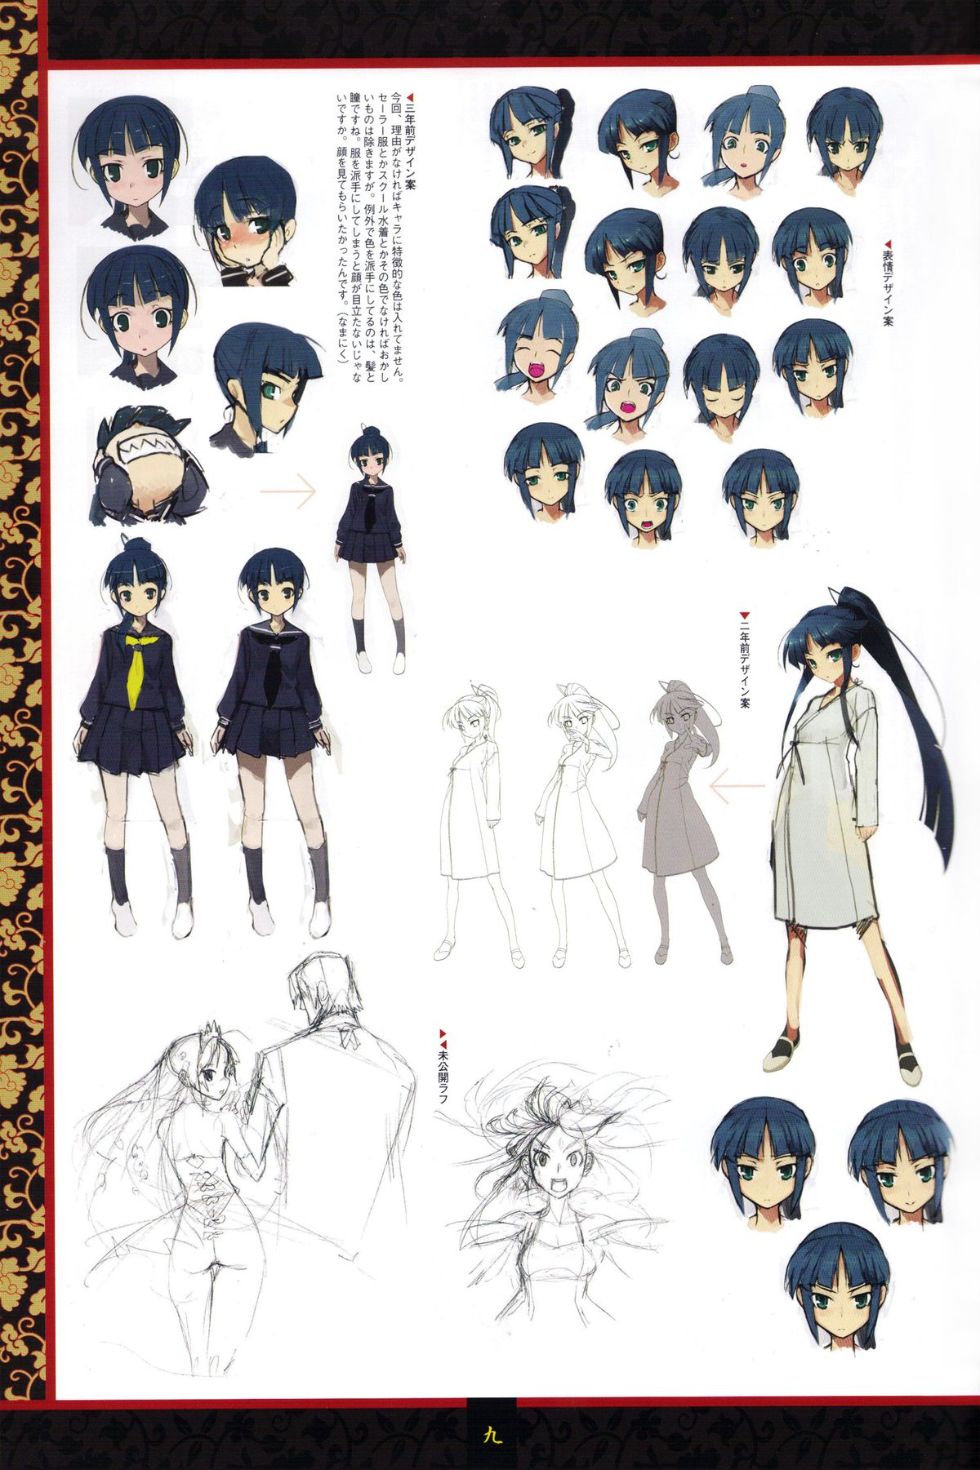 ◀三年前デザイン案
今回、理由がなければキャラに特徴的な色は入れてません。
セーラー服とかスクール水着とかその色でなければおかし
いものは除きますが。例外で色を派手にしてるのは、髪と
瞳ですね。服を派手にしてしまうと顔が目立たないじゃな
いですか。顔を見てもらいたかったんです。(なまにく)
◀表情デザイン案
▼二年前デザイン案
▶◀未公開ラフ
九